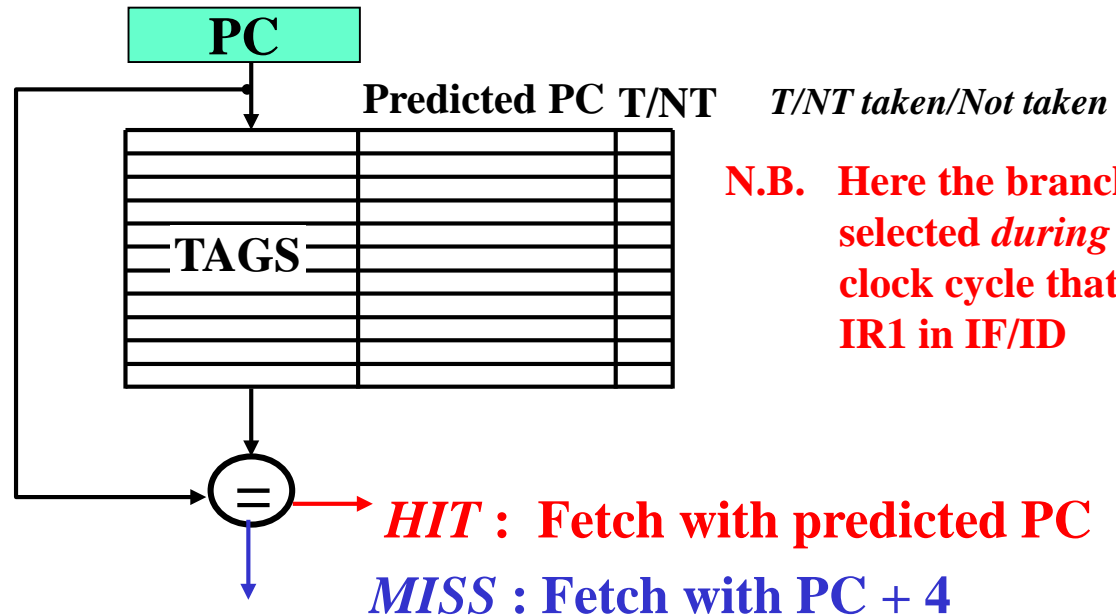 PC
Predicted PC T/NT T/NT taken/Not taken
N.B. Here the branch
selected during
clock cycle that
IR1 in IF/ID
TAGS
=
HIT : Fetch with predicted PC
MISS : Fetch with PC + 4